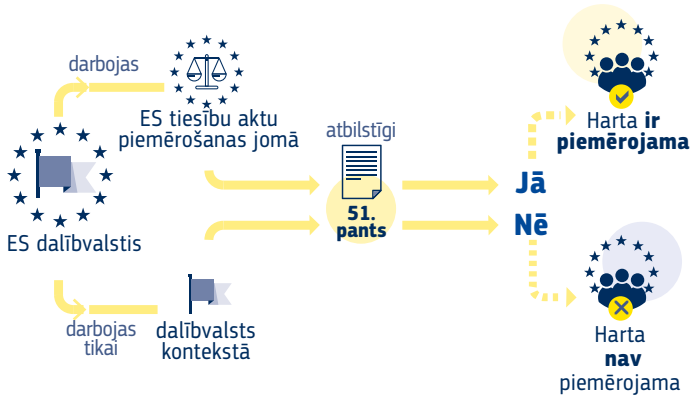 darbojas
ES tiesību aktu
piemērošanas jomā
ES dalībvalstis
darbojas
tikai
dalībvalsts
kontekstā
atbilstīgi
51.
pants
Jā
Nē
Harta ir
piemērojama
Harta
nav
piemērojama